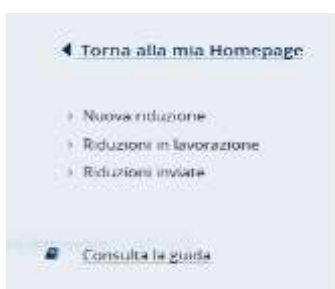 Torna alla mia Homepage
Nuova riduzione
Riduzioni in lavorazione
Riduzioni inviate
Consulta la guida